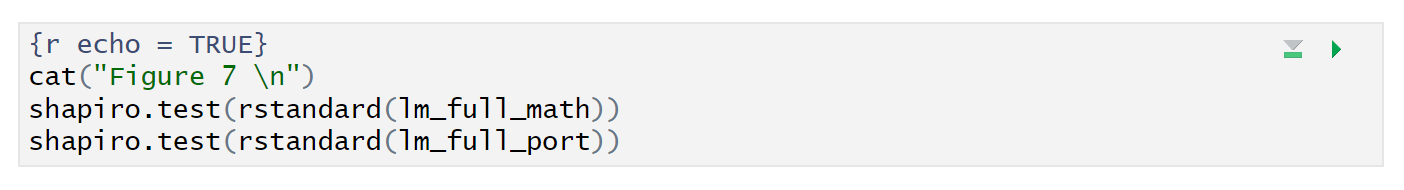 {r echo = TRUE}
cat("Figure 7 \n")
shapiro.test(rstandard(lm_full_math))
shapiro.test(rstandard(lm_full_port))